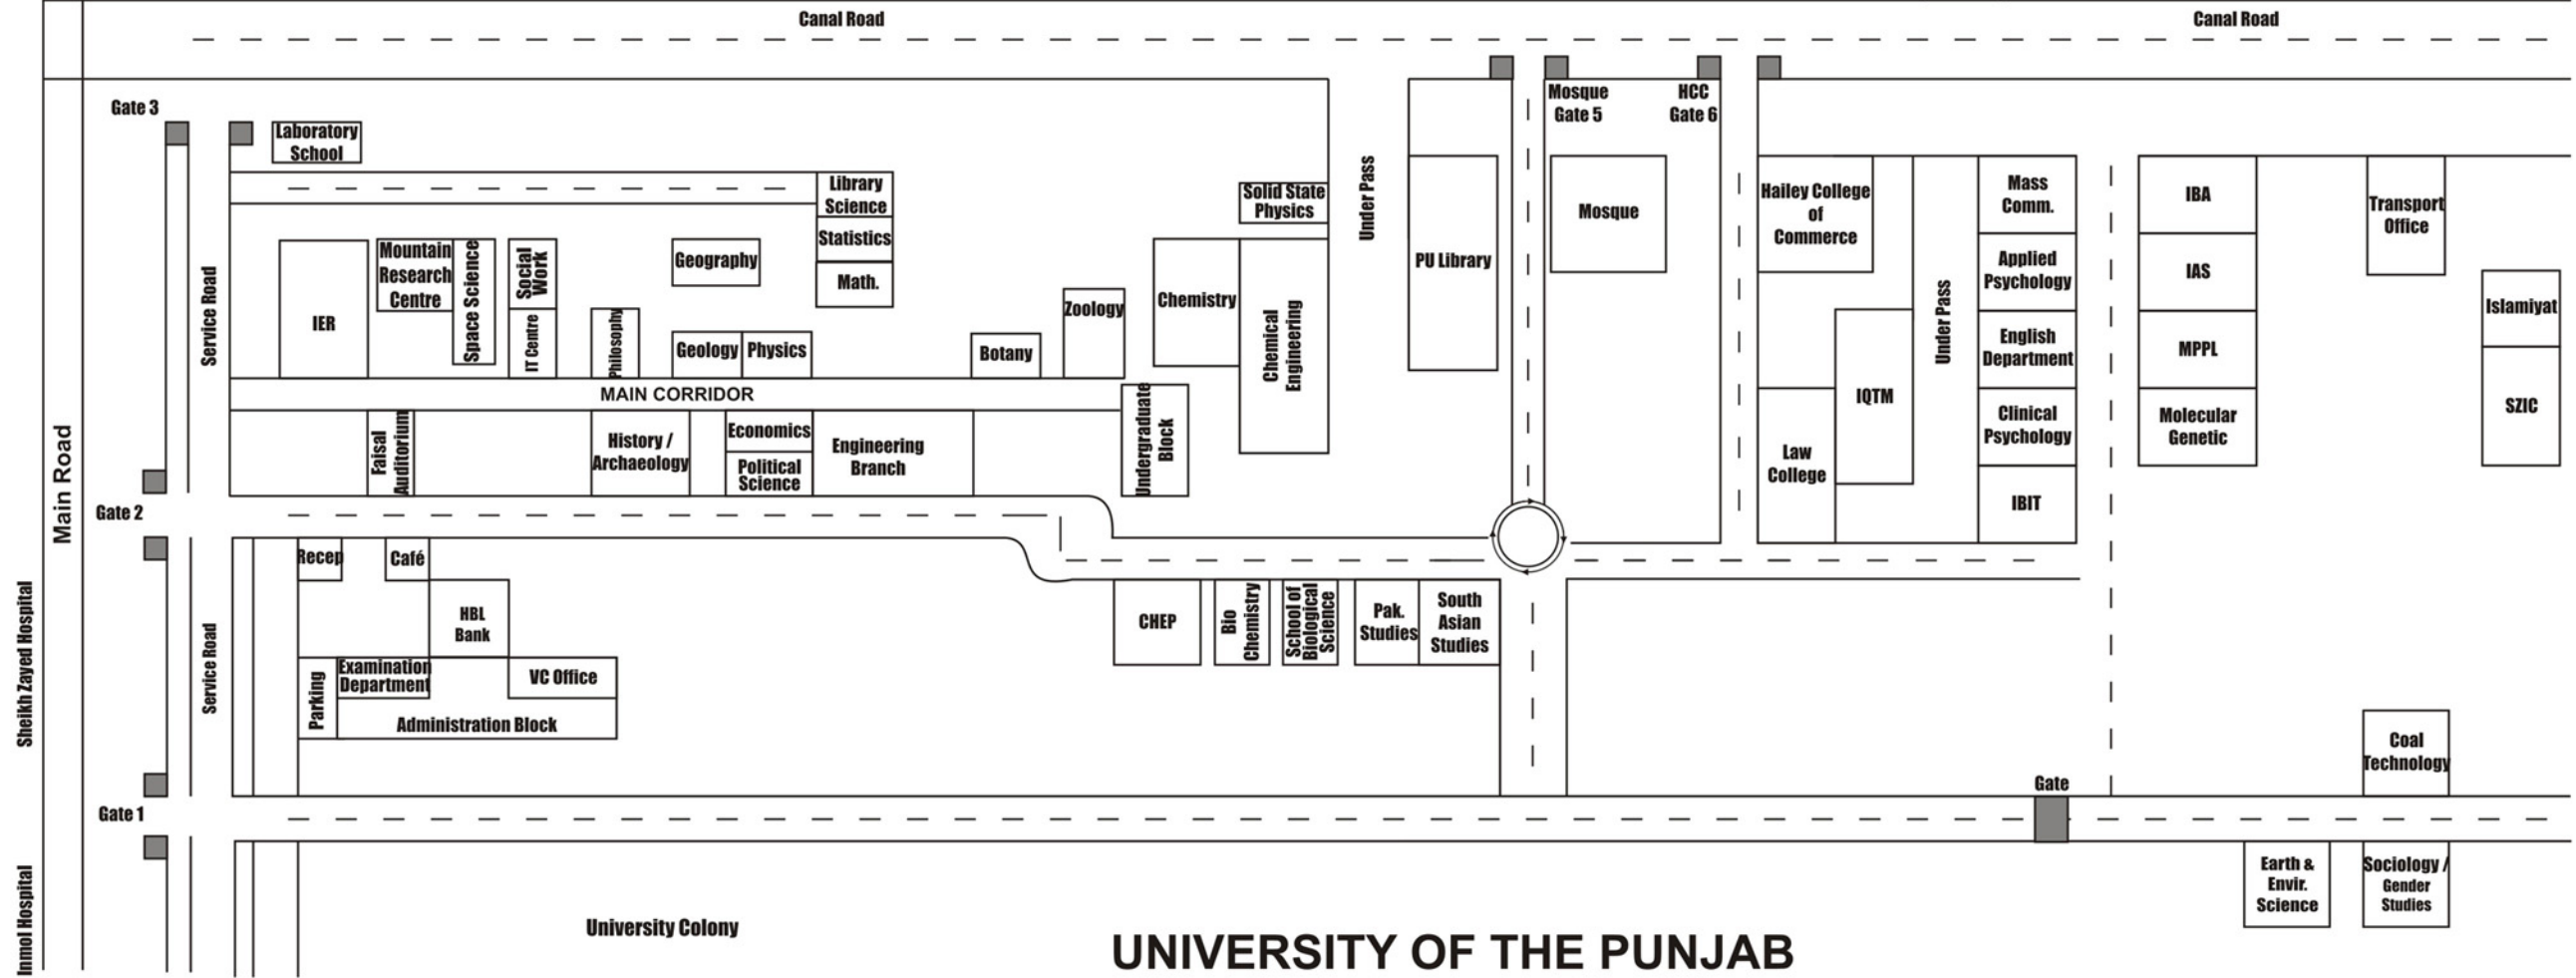 Canal Road
Canal Road
Gate 3
Mosque
Gate 5
HCC
Gate 6
Laboratory
School
Library
Science
Statistics
Math.
Solid State
Physics
Under Pass
PU Library
Mosque
Hailey College
of
Commerce
Under Pass
IQTM
Law
College
Mass
Comm.
Applied
Psychology
English
Department
Clinical
Psychology
IBIT
IBA
IAS
MPPL
Molecular
Genetic
Transport
Office
Islamiyat
SZIC
Service Road
IER
Mountain
Research
Centre
Space Science
Social
Work
IT Centre
Philosophy
Geography
Geology
Physics
Botany
Zoology
Chemistry
Chemical
Engineering
MAIN CORRIDOR
Faisal
Auditorium
History /
Archaeology
Economics
Political
Science
Engineering
Branch
Undergraduate
Block
Main Road
Gate 2
Recep
Café
HBL
Bank
Examination
Department
VC Office
Parking
Administration Block
Service Road
Sheikh Zayed Hospital
CHEP
Bio
Chemistry
School of
Biological
Science
Pak.
Studies
South
Asian
Studies
Coal
Technology
Gate
Gate 1
Earth &
Envir.
Science
Sociology /
Gender
Studies
Inmol Hospital
University Colony
UNIVERSITY OF THE PUNJAB